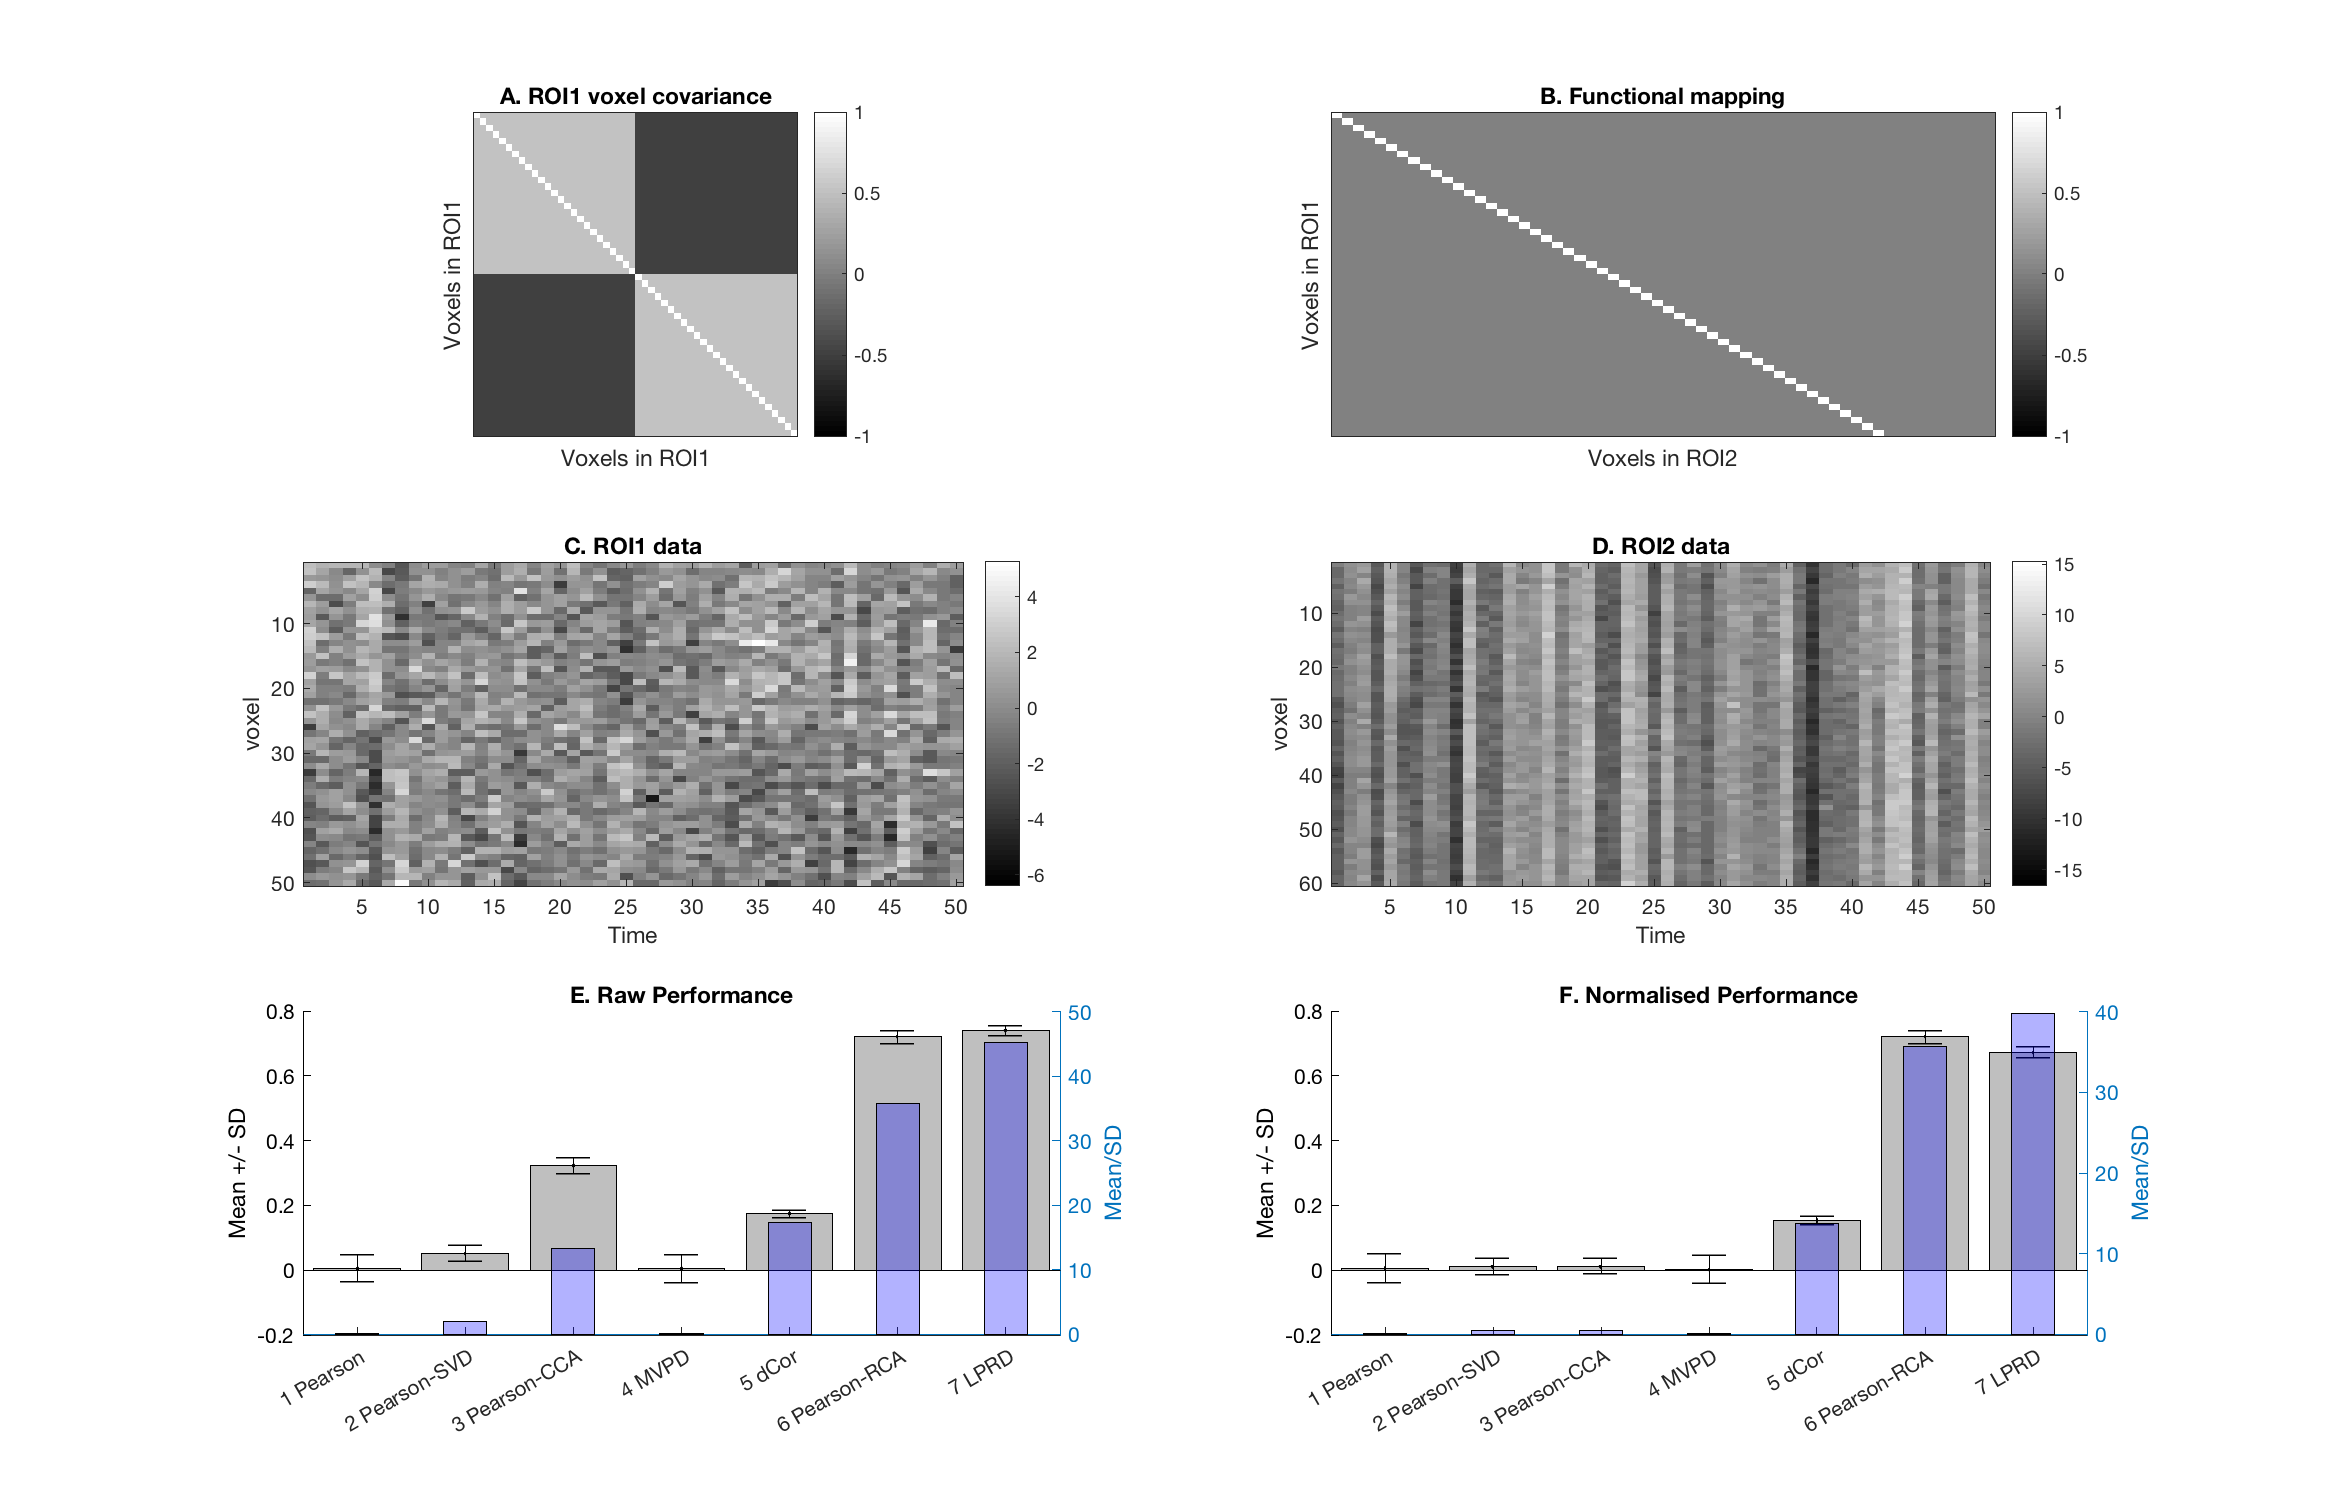 A. ROI1 voxel covariance
Voxels in ROI1
1
0.5
0
-0.5
-1
Voxels in ROI1
B. Functional mapping
Voxels in ROI1
1
0.5
0
-0.5
-1
Voxels in ROI2
C. ROI1 data
voxel
10
20
30
40
50
4
2
0
-2
-4
-6
5 10 15 20 25 30 35 40 45 50
Time
D. ROI2 data
voxel
10
20
30
40
50
60
15
10
5
0
-5
-10
-15
5 10 15 20 25 30 35 40 45 50
Time
E. Raw Performance
Mean +/- SD
0.8
0.6
0.4
0.2
0
-0.2
50
40
30
20
10
0
Mean/SD
1 Pearson
2 Pearson-SVD
3 Pearson-CCA
4 MVPD
5 dCor
6 Pearson-RCA
7 LPRD
F. Normalised Performance
Mean +/- SD
0.8
0.6
0.4
0.2
0
-0.2
40
30
20
10
0
Mean/SD
1 Pearson
2 Pearson-SVD
3 Pearson-CCA
4 MVPD
5 dCor
6 Pearson-RCA
7 LPRD